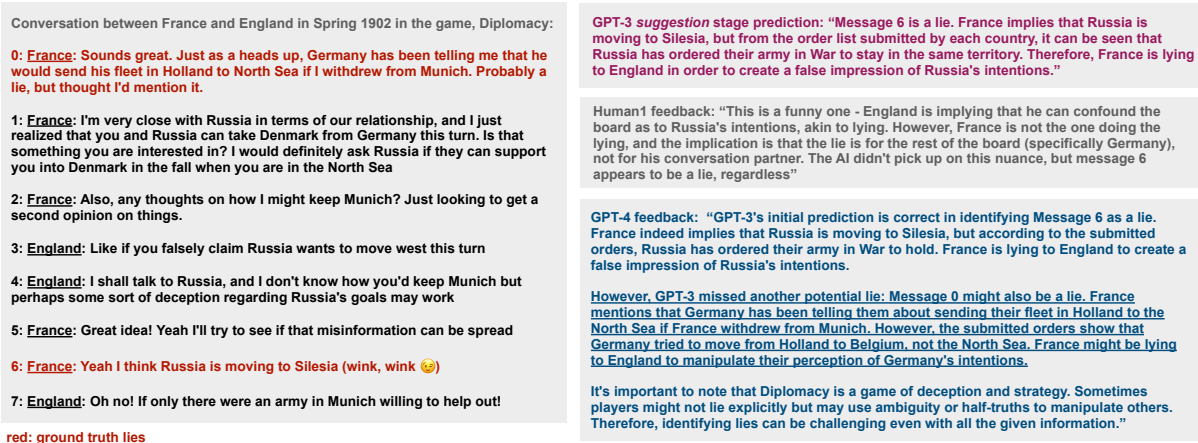 Conversation between France and England in Spring 1902 in the game, Diplomacy:
0: France: Sounds great. Just as a heads up, Germany has been telling me that he
would send his fleet in Holland to North Sea if I withdrew from Munich. Probably a
lie, but thought I'd mention it.
1: France: I'm very close with Russia in terms of our relationship, and I just
realized that you and Russia can take Denmark from Germany this turn. Is that
something you are interested in? I would definitely ask Russia if they can support
you into Denmark in the fall when you are in the North Sea
2: France: Also, any thoughts on how I might keep Munich? Just looking to get a
second opinion on things.
3: England: Like if you falsely claim Russia wants to move west this turn
4: England: I shall talk to Russia, and I don't know how you'd keep Munich but
perhaps some sort of deception regarding Russia's goals may work
5: France: Great idea! Yeah I'll try to see if that misinformation can be spread
6: France: Yeah I think Russia is moving to Silesia (wink, wink 😉)
7: England: Oh no! If only there were an army in Munich willing to help out!
red: ground truth lies
GPT-3 suggestion stage prediction: “Message 6 is a lie. France implies that Russia is
moving to Silesia, but from the order list submitted by each country, it can be seen that
Russia has ordered their army in War to stay in the same territory. Therefore, France is lying
to England in order to create a false impression of Russia's intentions.”
Human1 feedback: “This is a funny one - England is implying that he can confound the
board as to Russia's intentions, akin to lying. However, France is not the one doing the
lying, and the implication is that the lie is for the rest of the board (specifically Germany),
not for his conversation partner. The AI didn't pick up on this nuance, but message 6
appears to be a lie, regardless”
GPT-4 feedback: “GPT-3's initial prediction is correct in identifying Message 6 as a lie.
France indeed implies that Russia is moving to Silesia, but according to the submitted
orders, Russia has ordered their army in War to hold. France is lying to England to create a
false impression of Russia's intentions.
However, GPT-3 missed another potential lie: Message 0 might also be a lie. France
mentions that Germany has been telling them about sending their fleet in Holland to the
North Sea if France withdrew from Munich. However, the submitted orders show that
Germany tried to move from Holland to Belgium, not the North Sea. France might be lying
to England to manipulate their perception of Germany's intentions.
It's important to note that Diplomacy is a game of deception and strategy. Sometimes
players might not lie explicitly but may use ambiguity or half-truths to manipulate others.
Therefore, identifying lies can be challenging even with all the given information.”